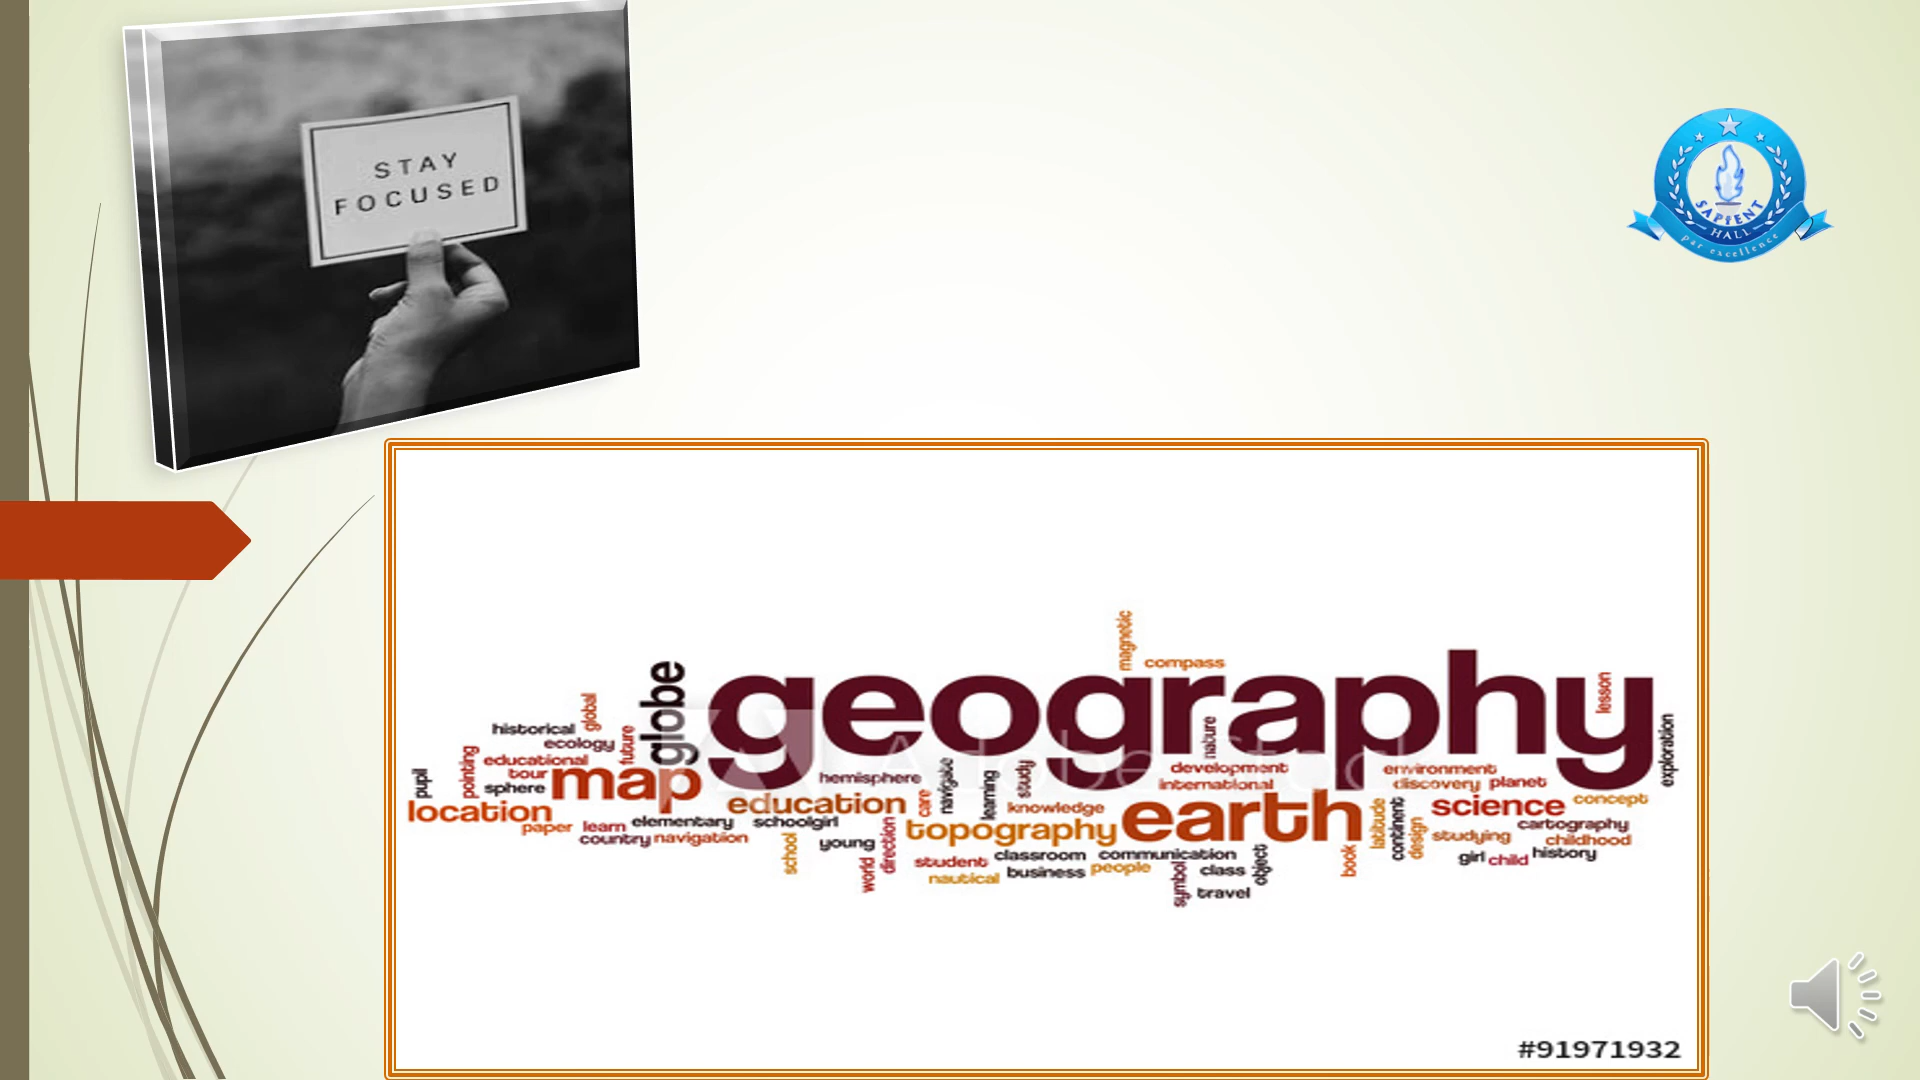 STAY
FOCUSED
SAPIENT
HALL
par excellence
magnetic
compass
globe
geography
lesson
global
historical
future
ecology
nature
exploration
pointing
educational
tour
pupil
sphere
map
hemisphere
navigate
learning
study
development
international
environment
discovery planet
location
education
care
knowledge
earth
science
concept
paper
learn
elementary
schoolgirl
topography
latitude
continent
design
studying
cartography
country navigation
childhood
school
young
direction
world
student
classroom
communication
object
book
girl child
history
nautical
business
people
symbol
class
travel
Adobe Stock
#91971932